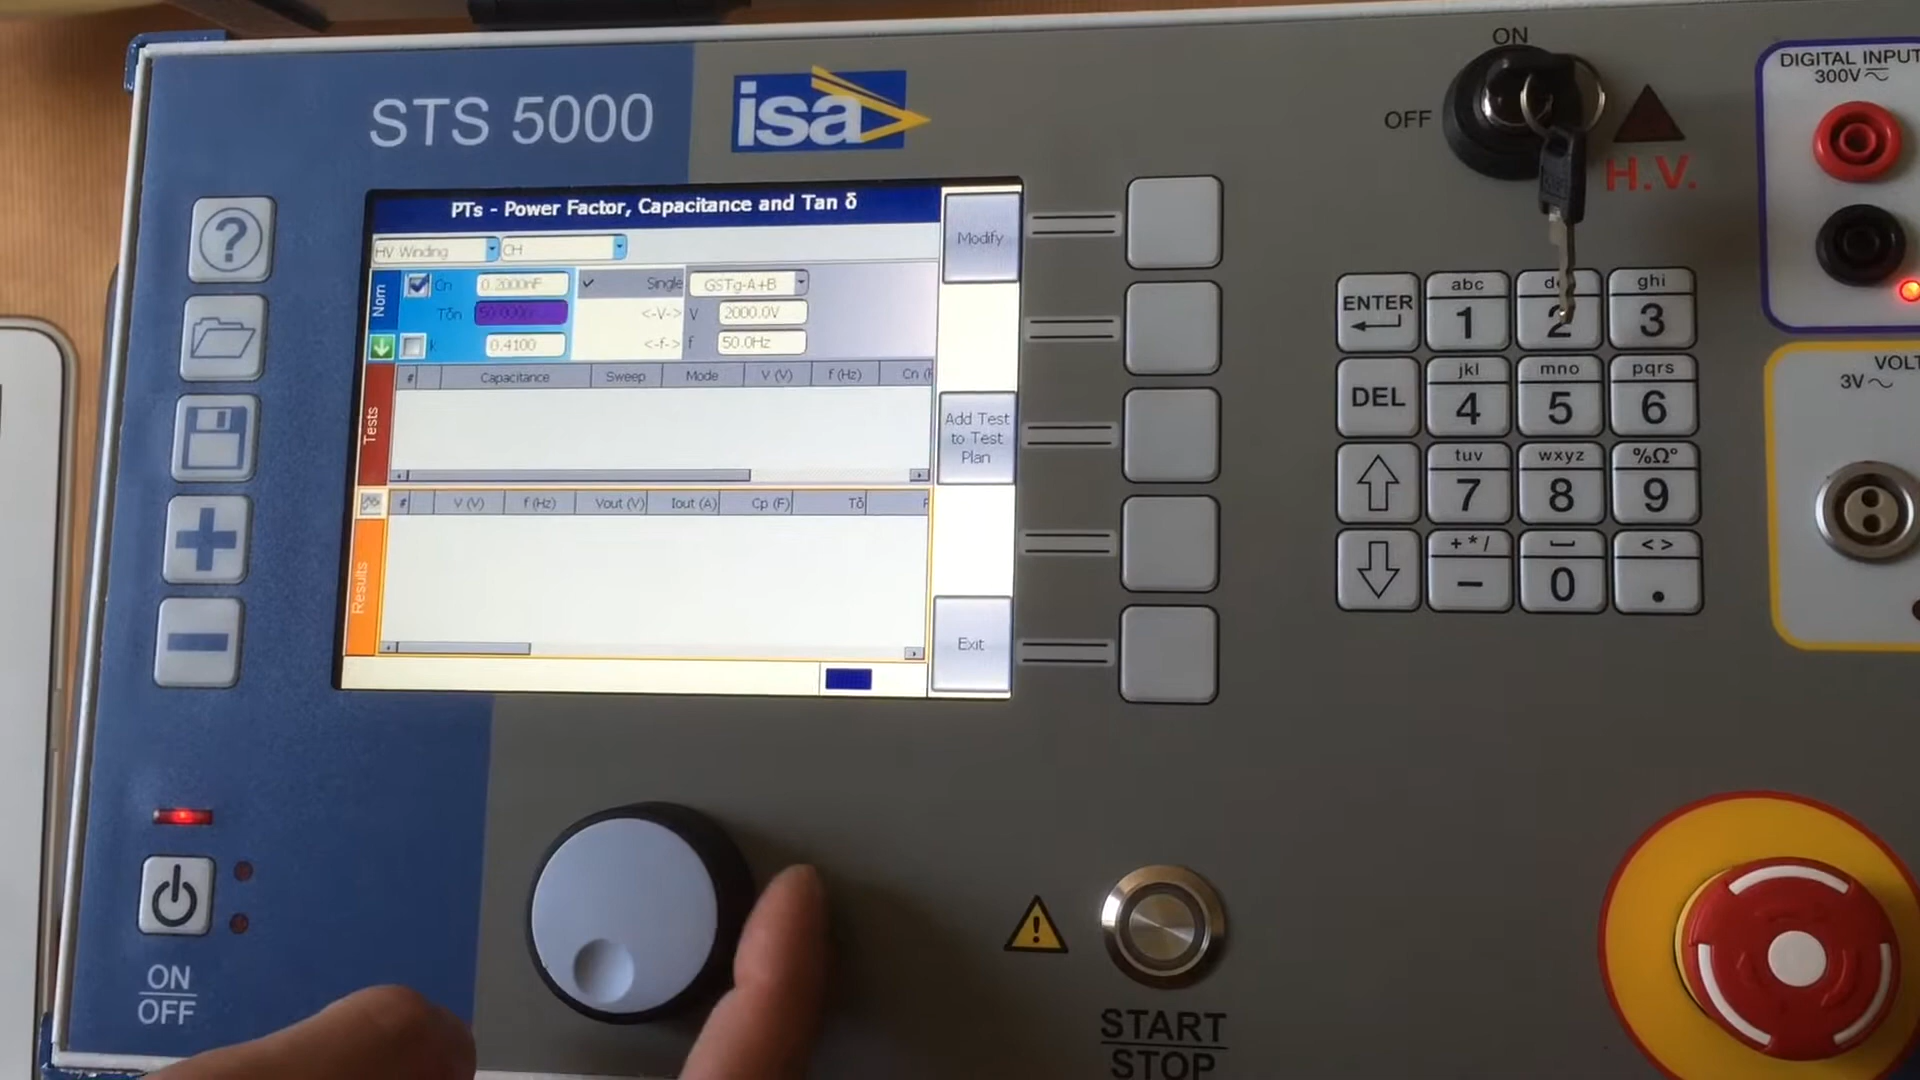 STS 5000
isa
ON
OFF
H.V.
DIGITAL INPUT
300V
PTs - Power Factor, Capacitance and Tan δ
HV Winding
CH
Modify
Nom
Cn
0.2000nF
Single
GSTg-A+B
Tδn
<-V->
V
2000.0V
k
0.4100
<-f->
f
50.0Hz
# Capacitance Sweep Mode V (V) f (Hz)
Tests
Add Test
to Test
Plan
# V (V) f (Hz) Vout (V) Iout (A) Cp (F) Tδ
Results
Exit
ENTER
abc
1
2
ghi
3
3V
DEL
jkl
4
mno
5
pqrs
6
tuv
7
wxyz
8
%Ω°
9
+*/
-
0
< >
.
ON
OFF
START
STOP